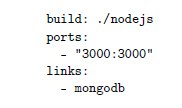 build: ./nodejs
ports:
  - "3000:3000"
links:
  - mongodb